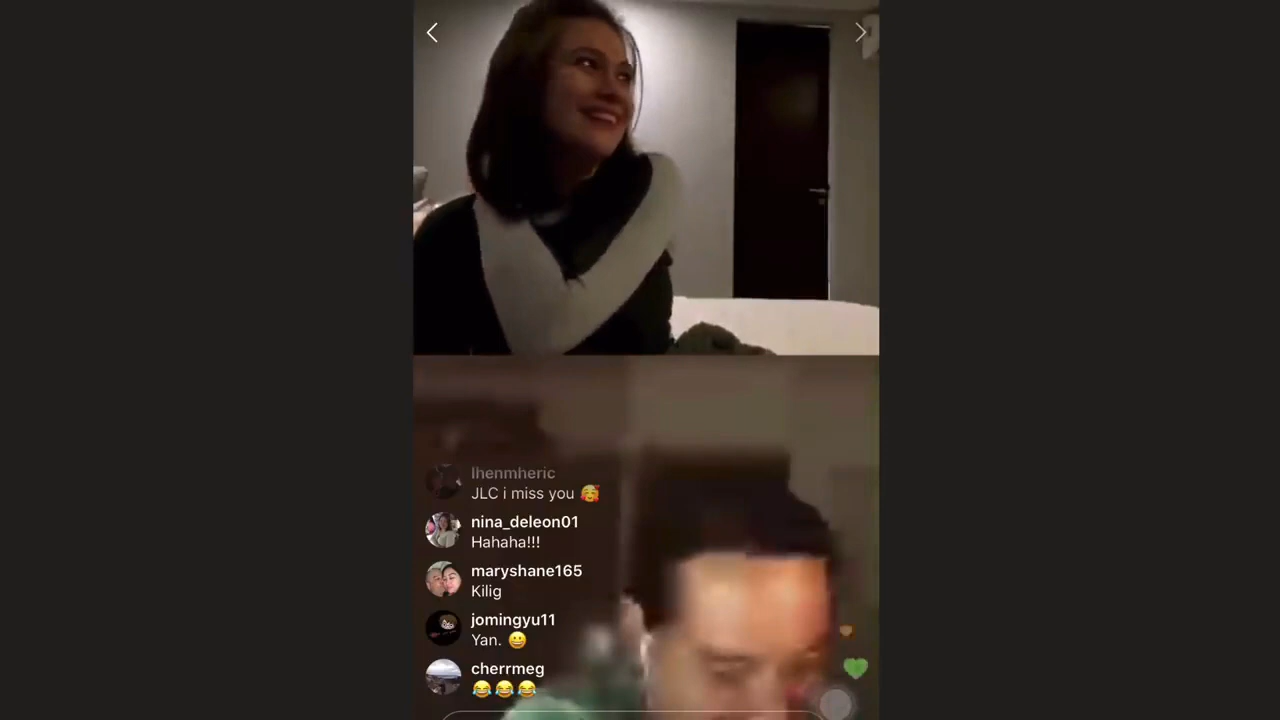 lhenmheric
JLC i miss you 🥰
nina_deleon01
Hahaha!!!
maryshane165
Kilig
jomingyu11
Yan. 😀
cherrmeg
😂😂😂